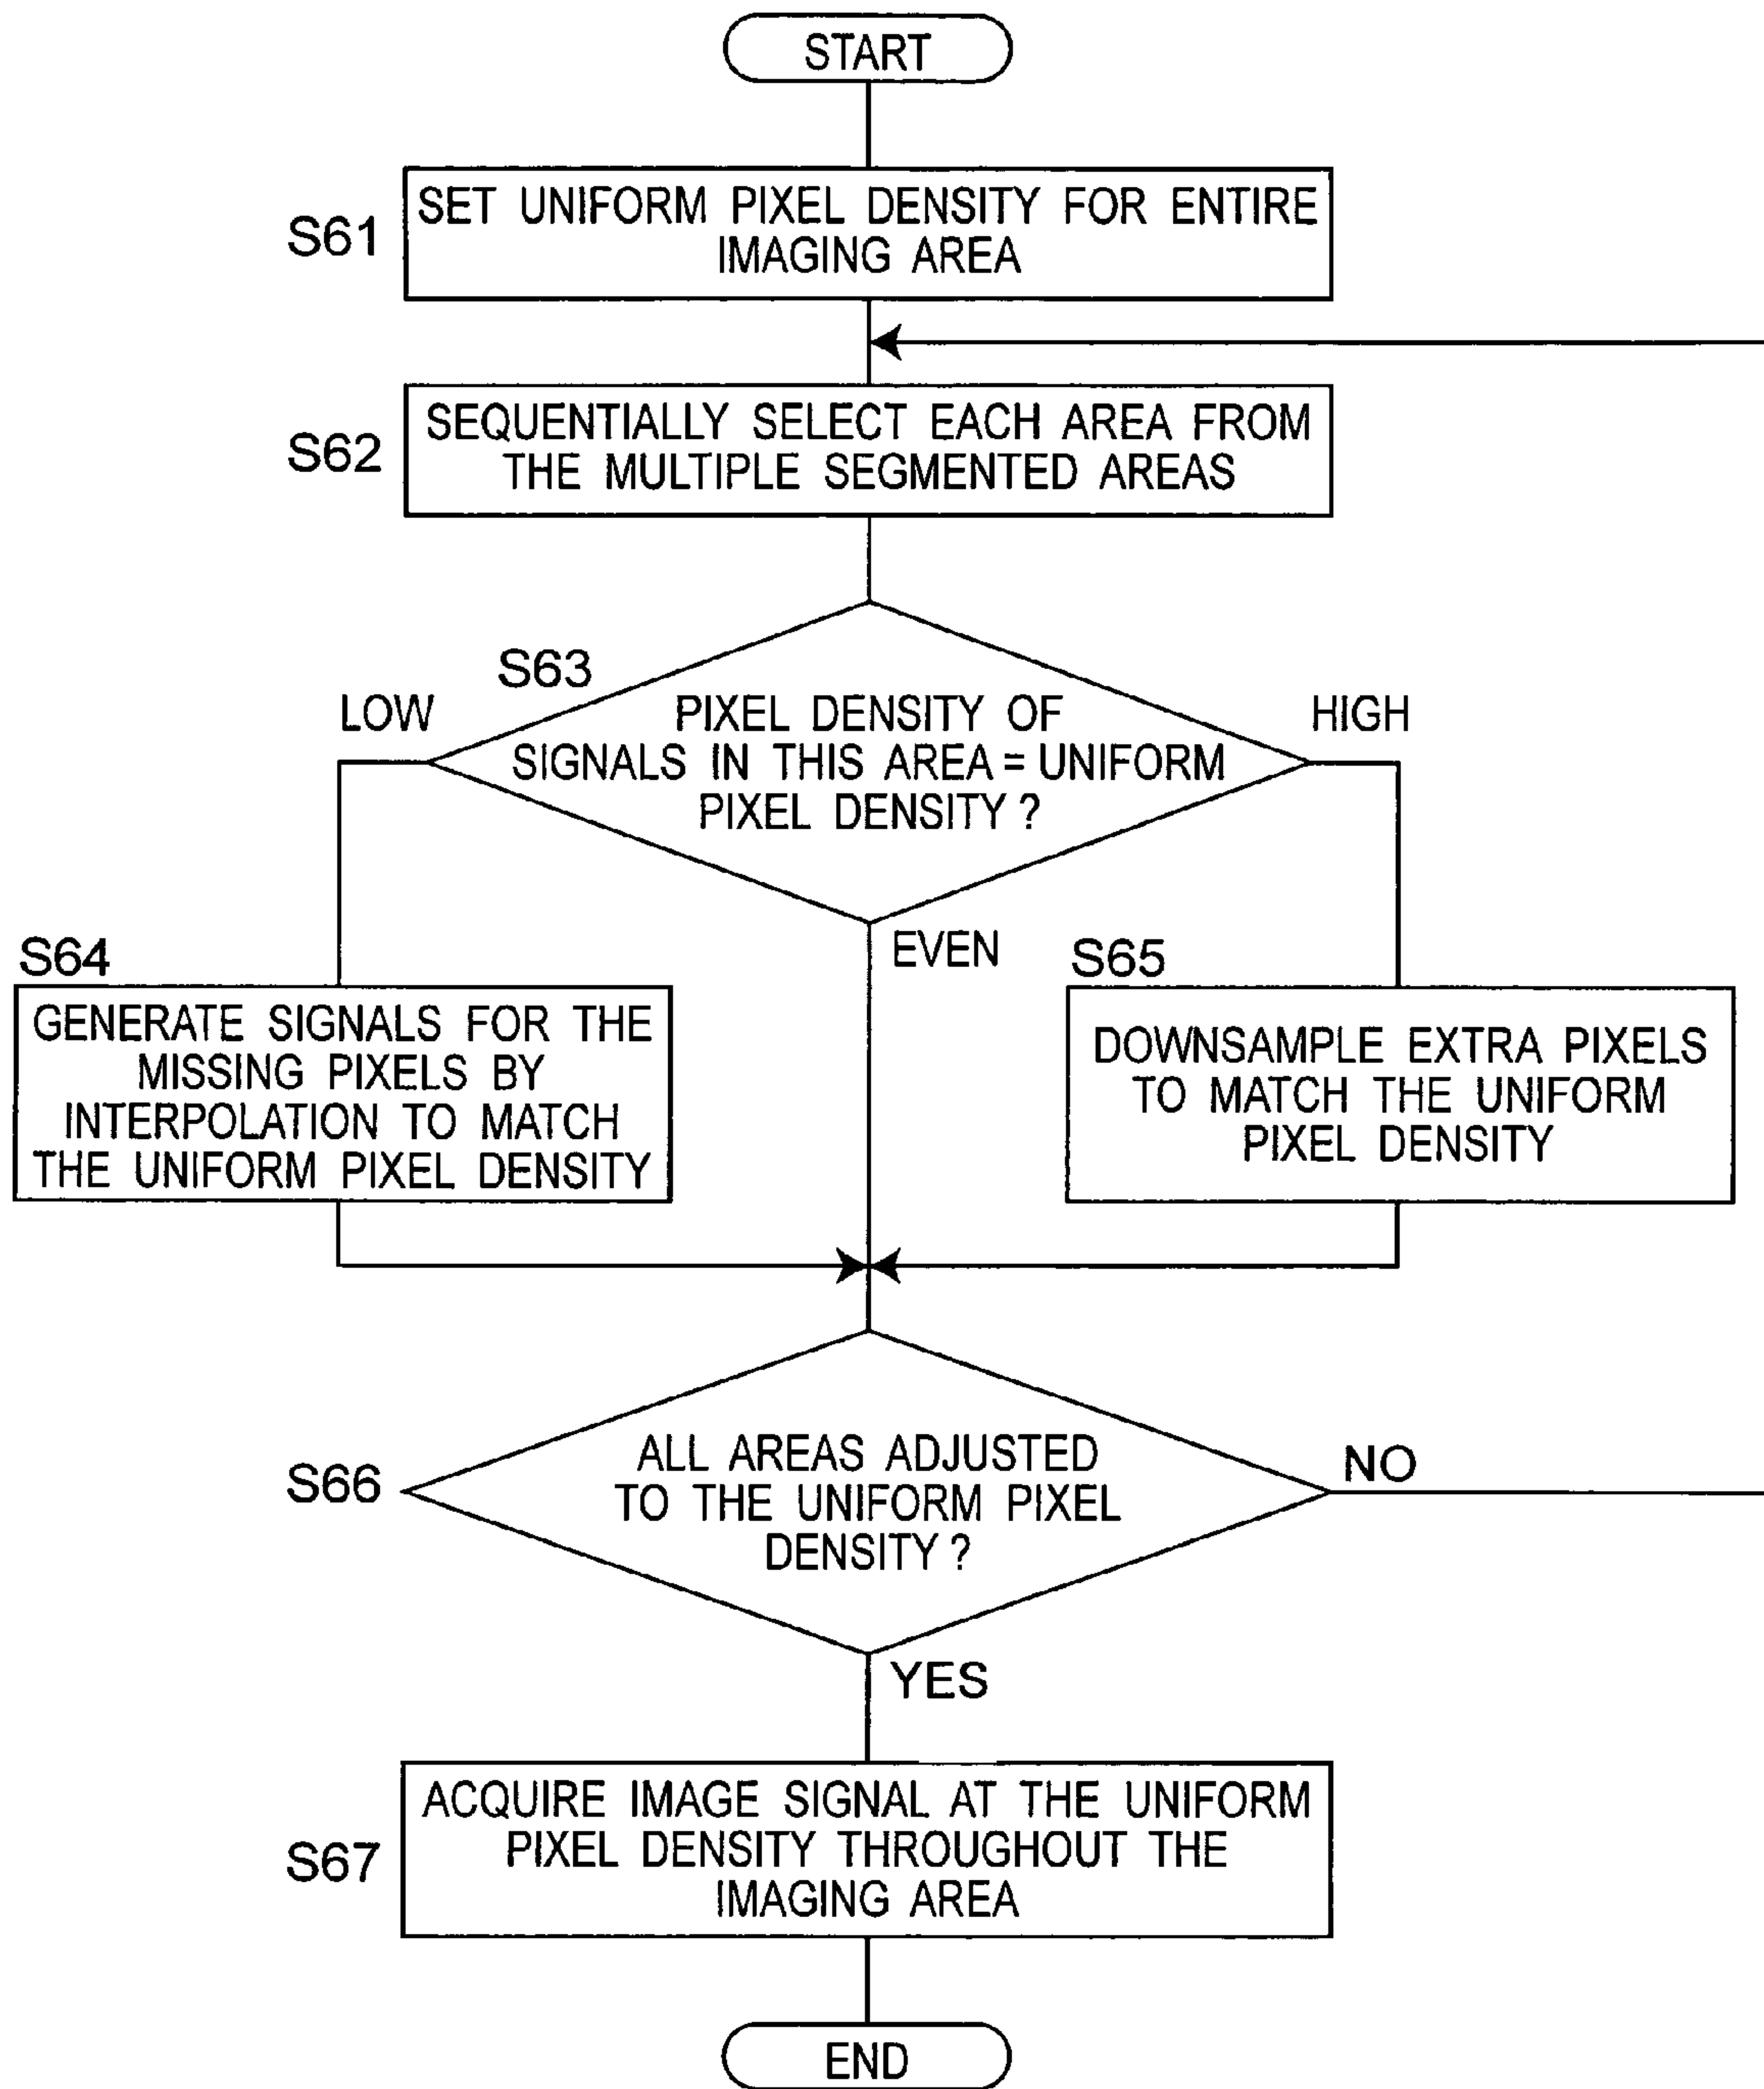 START
S61
SET UNIFORM PIXEL DENSITY FOR ENTIRE
IMAGING AREA
S62
SEQUENTIALLY SELECT EACH AREA FROM
THE MULTIPLE SEGMENTED AREAS
S63
LOW
PIXEL DENSITY OF
SIGNALS IN THIS AREA = UNIFORM
PIXEL DENSITY ?
HIGH
EVEN
S64
GENERATE SIGNALS FOR THE
MISSING PIXELS BY
INTERPOLATION TO MATCH
THE UNIFORM PIXEL DENSITY
S65
DOWNSAMPLE EXTRA PIXELS
TO MATCH THE UNIFORM
PIXEL DENSITY
S66
ALL AREAS ADJUSTED
TO THE UNIFORM PIXEL
DENSITY ?
NO
YES
S67
ACQUIRE IMAGE SIGNAL AT THE UNIFORM
PIXEL DENSITY THROUGHOUT THE
IMAGING AREA
END